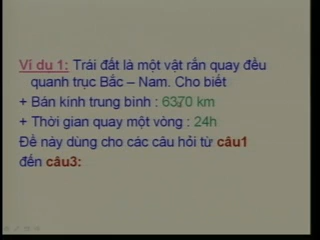 Ví dụ 1: Trái đất là một vật rắn quay đều
quanh trục Bắc – Nam. Cho biết
+ Bán kính trung bình : 6370 km
+ Thời gian quay một vòng : 24h
Đề này dùng cho các câu hỏi từ câu1
đến câu3: